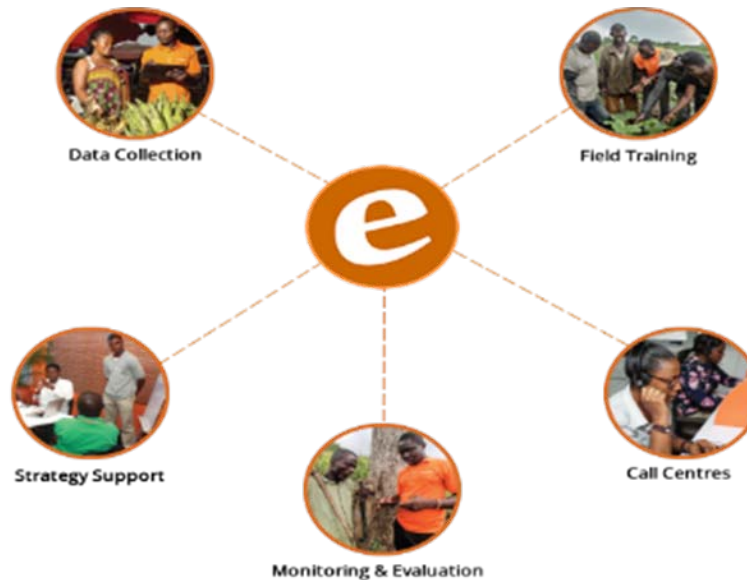 Data Collection
Field Training
e
Strategy Support
Call Centres
Monitoring & Evaluation